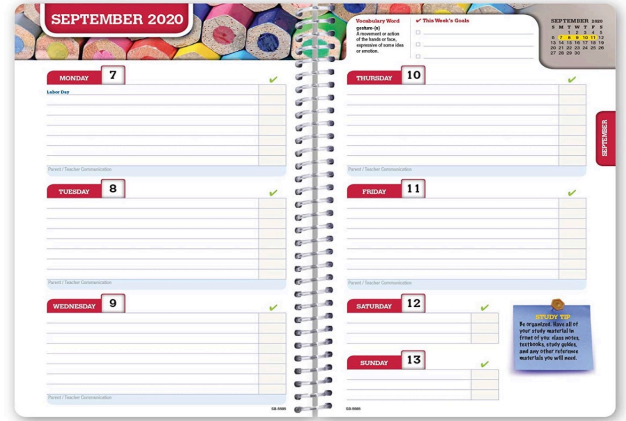 SEPTEMBER 2020
MONDAY 7
Labor Day
Parent / Teacher Communication
TUESDAY 8
Parent / Teacher Communication
WEDNESDAY 9
Parent / Teacher Communication
Vocabulary Word
gesture-(n)
A movement or action
of the hands or face,
expressive of some idea
or emotion.
✔ This Week's Goals
SEPTEMBER 2020
S M T W T F S
1 2 3 4 5
6 7 8 9 10 11 12
13 14 15 16 17 18 19
20 21 22 23 24 25 26
27 28 29 30
THURSDAY 10
Parent / Teacher Communication
FRIDAY 11
Parent / Teacher Communication
SATURDAY 12
SUNDAY 13
SEPTEMBER
STUDY TIP
Be organized. Have all of
your study material in
front of you: class notes,
textbooks, study guides,
and any other reference
materials you will need.